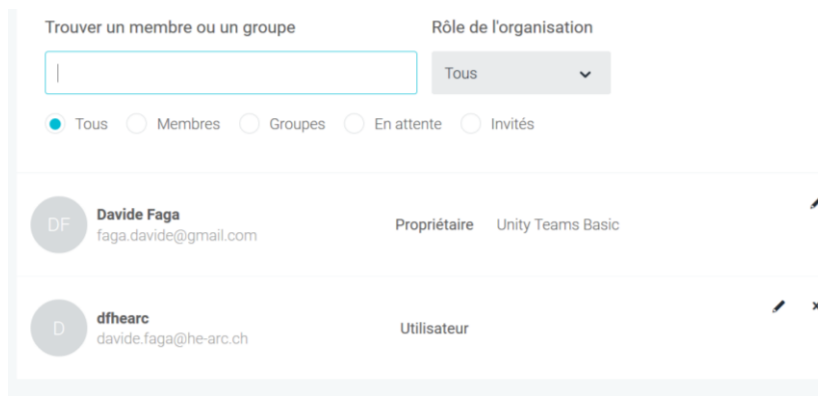 Trouver un membre ou un groupe Rôle de l'organisation
Tous
Tous Membres Groupes En attente Invités
DF Davide Faga
faga.davide@gmail.com Propriétaire Unity Teams Basic
D dfhearc
davide.faga@he-arc.ch Utilisateur